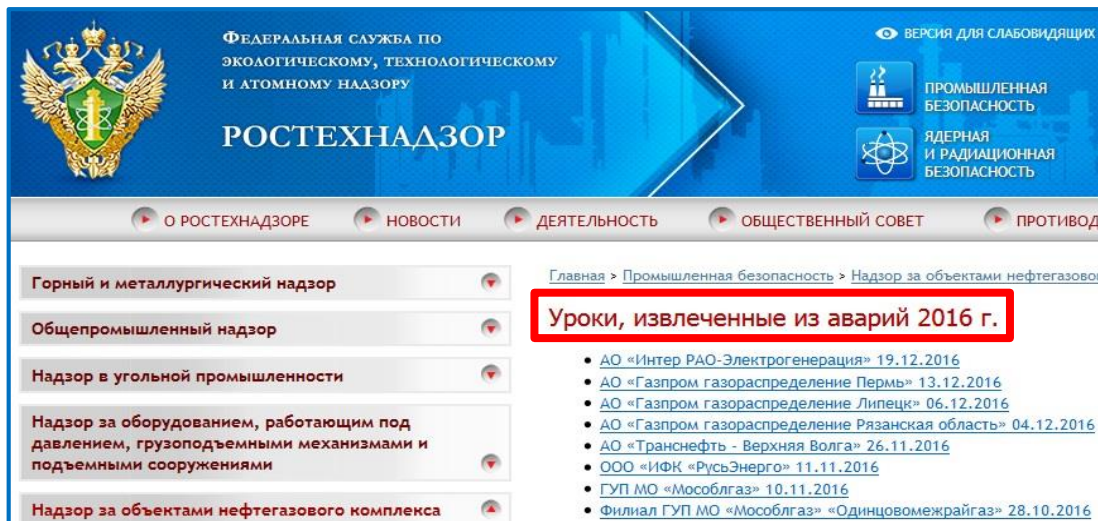 ФЕДЕРАЛЬНАЯ СЛУЖБА ПО
ЭКОЛОГИЧЕСКОМУ, ТЕХНОЛОГИЧЕСКОМУ
И АТОМНОМУ НАДЗОРУ
РОСТЕХНАДЗОР
ВЕРСИЯ ДЛЯ СЛАБОВИДЯЩИХ
ПРОМЫШЛЕННАЯ
БЕЗОПАСНОСТЬ
ЯДЕРНАЯ
И РАДИАЦИОННАЯ
БЕЗОПАСНОСТЬ
О РОСТЕХНАДЗОРЕ НОВОСТИ ДЕЯТЕЛЬНОСТЬ ОБЩЕСТВЕННЫЙ СОВЕТ ПРОТИВОД
Горный и металлургический надзор
Общепромышленный надзор
Надзор в угольной промышленности
Надзор за оборудованием, работающим под
давлением, грузоподъемными механизмами и
подъемными сооружениями
Надзор за объектами нефтегазового комплекса
Главная > Промышленная безопасность > Надзор за объектами нефтегазово
Уроки, извлеченные из аварий 2016 г.
• АО «Интер РАО-Электрогенерация» 19.12.2016
• АО «Газпром газораспределение Пермь» 13.12.2016
• АО «Газпром газораспределение Липецк» 06.12.2016
• АО «Газпром газораспределение Рязанская область» 04.12.2016
• АО «Транснефть - Верхняя Волга» 26.11.2016
• ООО «ИФК «РусьЭнерго» 11.11.2016
• ГУП МО «Мособлгаз» 10.11.2016
• Филиал ГУП МО «Мособлгаз» «Одинцовомежрайгаз» 28.10.2016